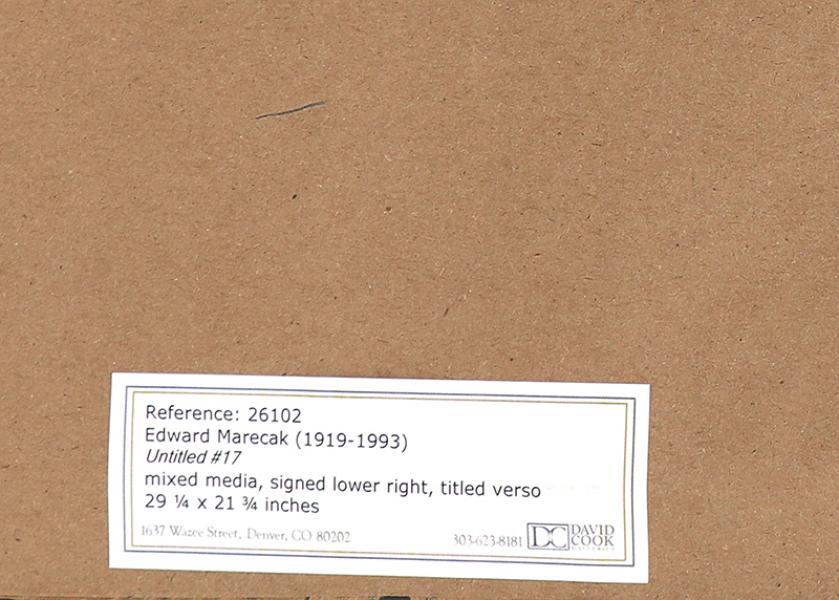 Reference: 26102
Edward Marecak (1919-1993)
Untitled #17
mixed media, signed lower right, titled verso
29 ¼ x 21 ¾ inches
1637 Wazee Street, Denver, CO 80202
303-623-8181 DC DAVID
COOK